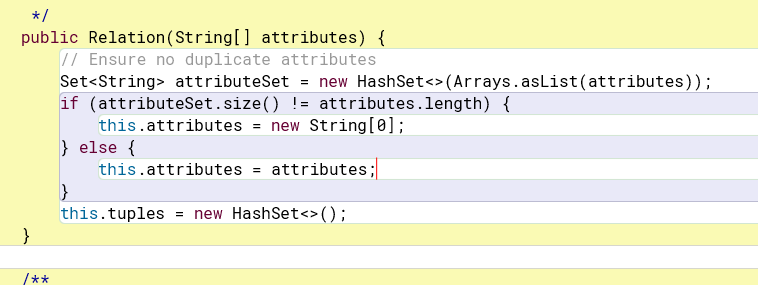 */
public Relation(String[] attributes) {
// Ensure no duplicate attributes
Set<String> attributeSet = new HashSet<>(Arrays.asList(attributes));
if (attributeSet.size() != attributes.length) {
this.attributes = new String[0];
} else {
this.attributes = attributes;
}
this.tuples = new HashSet<>();
}
/**